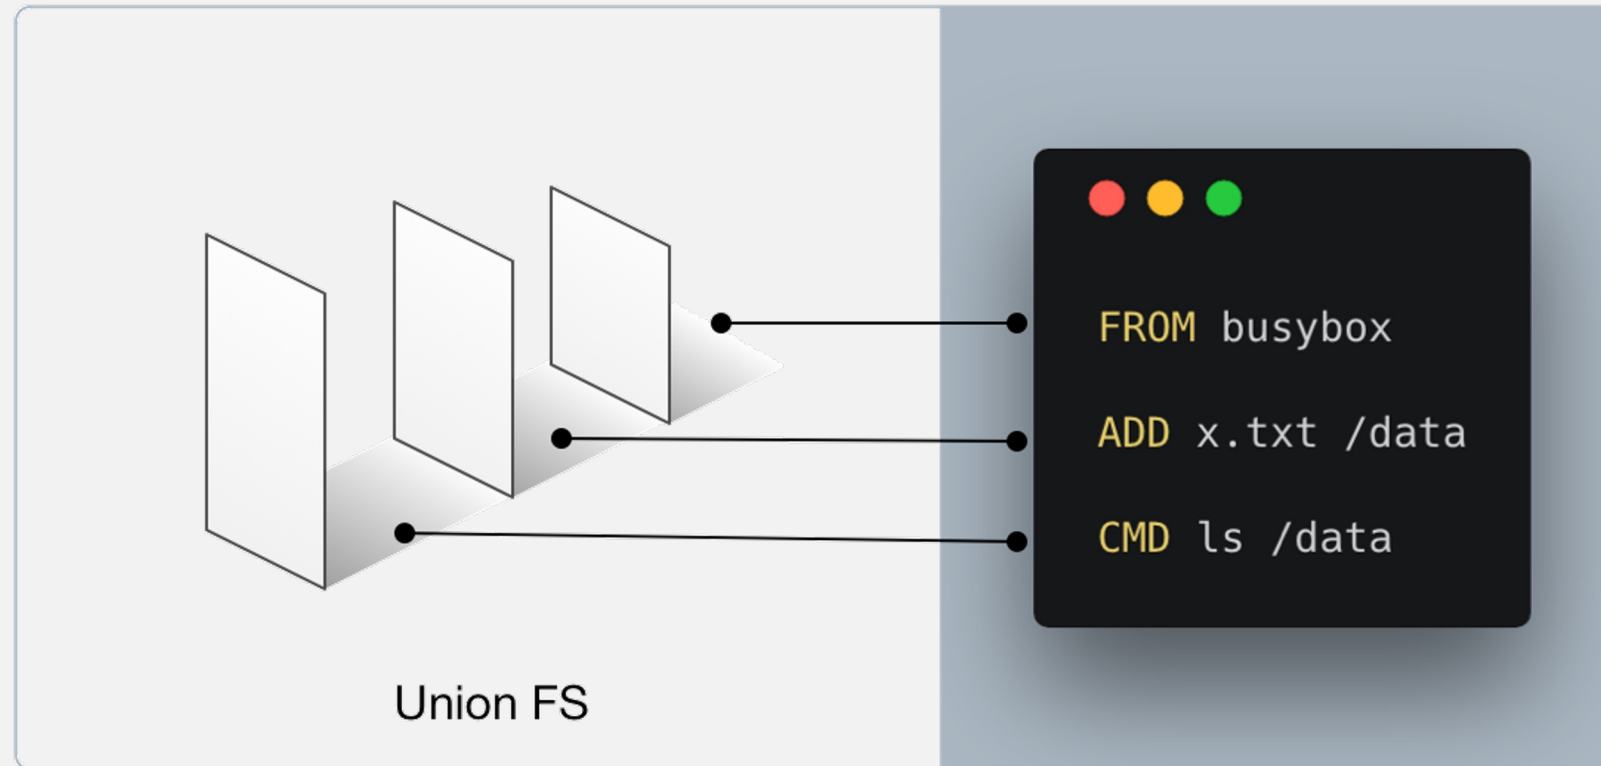 FROM busybox
ADD x.txt /data
CMD ls /data
Union FS